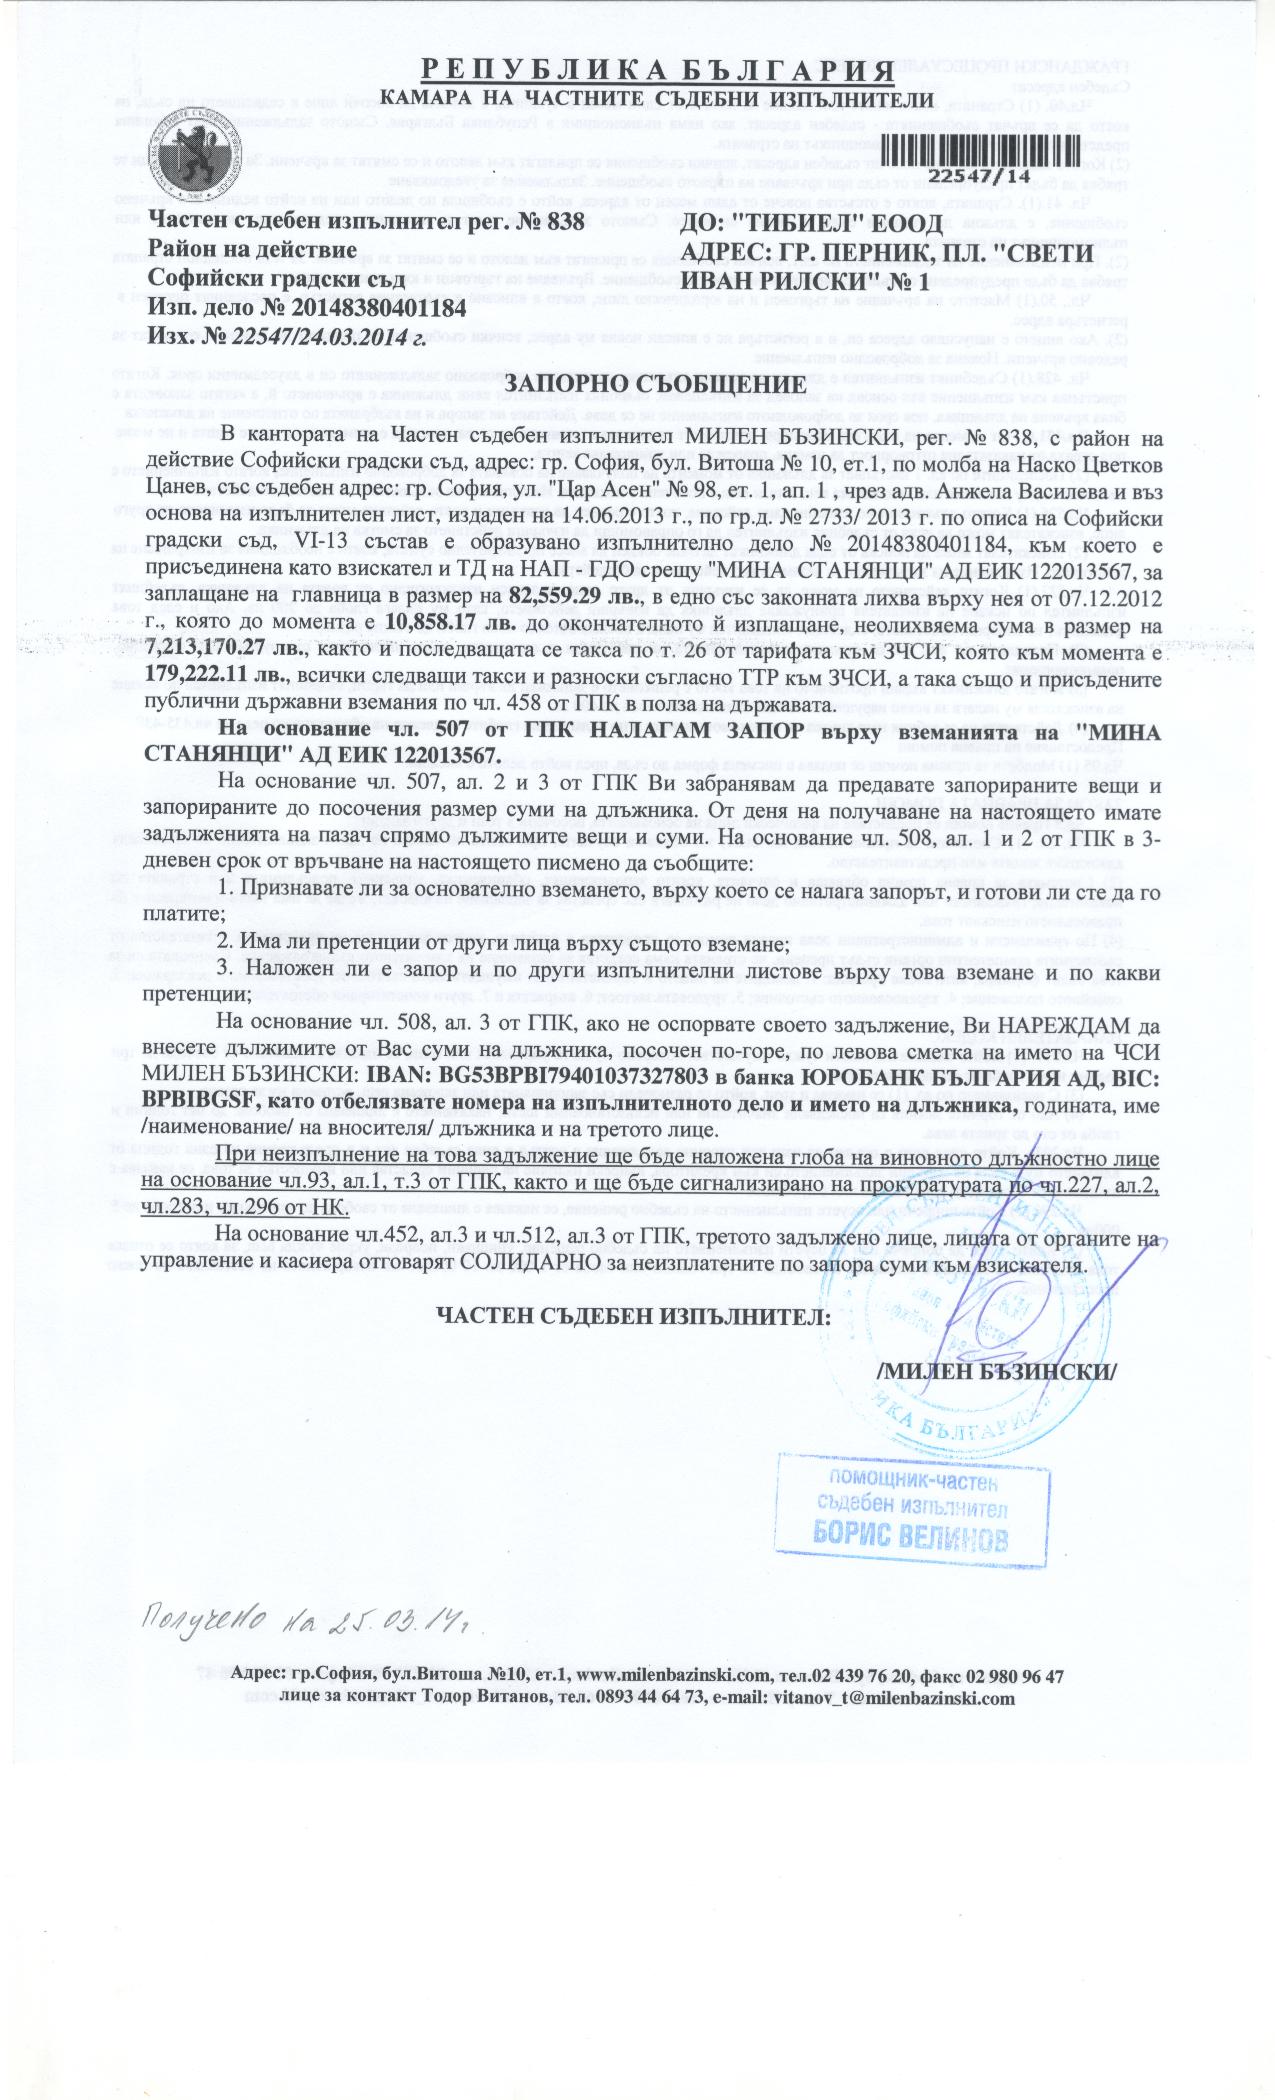 Р Е П У Б Л И К А Б Ъ Л Г А Р И Я
КАМАРА НА ЧАСТНИТЕ СЪДЕБНИ ИЗПЪЛНИТЕЛИ
22547/14
Частен съдебен изпълнител рег. № 838
Район на действие
Софийски градски съд
Изп. дело № 20148380401184
Изх. № 22547/24.03.2014 г.
ДО: "ТИБИЕЛ" ЕООД
АДРЕС: ГР. ПЕРНИК, ПЛ. "СВЕТИ
ИВАН РИЛСКИ" № 1
ЗАПОРНО СЪОБЩЕНИЕ
В кантората на Частен съдебен изпълнител МИЛЕН БЪЗИНСКИ, рег. № 838, с район на
действие Софийски градски съд, адрес: гр. София, бул. Витоша № 10, ет.1, по молба на Наско Цветков
Цанев, със съдебен адрес: гр. София, ул. "Цар Асен" № 98, ет. 1, ап. 1 , чрез адв. Анжела Василева и въз
основа на изпълнителен лист, издаден на 14.06.2013 г., по гр.д. № 2733/ 2013 г. по описа на Софийски
градски съд, VI-13 състав е образувано изпълнително дело № 20148380401184, към което е
присъединена като взискател и ТД на НАП - ГДО срещу "МИНА СТАНЯНЦИ" АД ЕИК 122013567, за
заплащане на главница в размер на 82,559.29 лв., в едно със законната лихва върху нея от 07.12.2012
г., която до момента е 10,858.17 лв. до окончателното й изплащане, неолихвяема сума в размер на
7,213,170.27 лв., както и последващата се такса по т. 26 от тарифата към ЗЧСИ, която към момента е
179,222.11 лв., всички следващи такси и разноски съгласно ТТР към ЗЧСИ, а така също и присъдените
публични държавни вземания по чл. 458 от ГПК в полза на държавата.
На основание чл. 507 от ГПК НАЛАГАМ ЗАПОР върху вземанията на "МИНА
СТАНЯНЦИ" АД ЕИК 122013567.
На основание чл. 507, ал. 2 и 3 от ГПК Ви забранявам да предавате запорираните вещи и
запорираните до посочения размер суми на длъжника. От деня на получаване на настоящето имате
задълженията на пазач спрямо дължимите вещи и суми. На основание чл. 508, ал. 1 и 2 от ГПК в 3-
дневен срок от връчване на настоящето писмено да съобщите:
1. Признавате ли за основателно вземането, върху което се налага запорът, и готови ли сте да го
платите;
2. Има ли претенции от други лица върху същото вземане;
3. Наложен ли е запор и по други изпълнителни листове върху това вземане и по какви
претенции;
На основание чл. 508, ал. 3 от ГПК, ако не оспорвате своето задължение, Ви НАРЕЖДАМ да
внесете дължимите от Вас суми на длъжника, посочен по-горе, по левова сметка на името на ЧСИ
МИЛЕН БЪЗИНСКИ: IBAN: BG53BPBI79401037327803 в банка ЮРОБАНК БЪЛГАРИЯ АД, BIC:
BPBIBGSF, като отбелязвате номера на изпълнителното дело и името на длъжника, годината, име
/наименование/ на вносителя/ длъжника и на третото лице.
При неизпълнение на това задължение ще бъде наложена глоба на виновното длъжностно лице
на основание чл.93, ал.1, т.3 от ГПК, както и ще бъде сигнализирано на прокуратурата по чл.227, ал.2,
чл.283, чл.296 от НК.
На основание чл.452, ал.3 и чл.512, ал.3 от ГПК, третото задължено лице, лицата от органите на
управление и касиера отговарят СОЛИДАРНО за неизплатените по запора суми към взискателя.
ЧАСТЕН СЪДЕБЕН ИЗПЪЛНИТЕЛ:
/МИЛЕН БЪЗИНСКИ/
БЪЛГАРИЯ
помощник-частен
съдебен изпълнител
БОРИС ВЕЛИНОВ
Получено на 25.03.14г.
Адрес: гр.София, бул.Витоша №10, ет.1, www.milenbazinski.com, тел.02 439 76 20, факс 02 980 96 47
лице за контакт Тодор Витанов, тел. 0893 44 64 73, e-mail: vitanov_t@milenbazinski.com